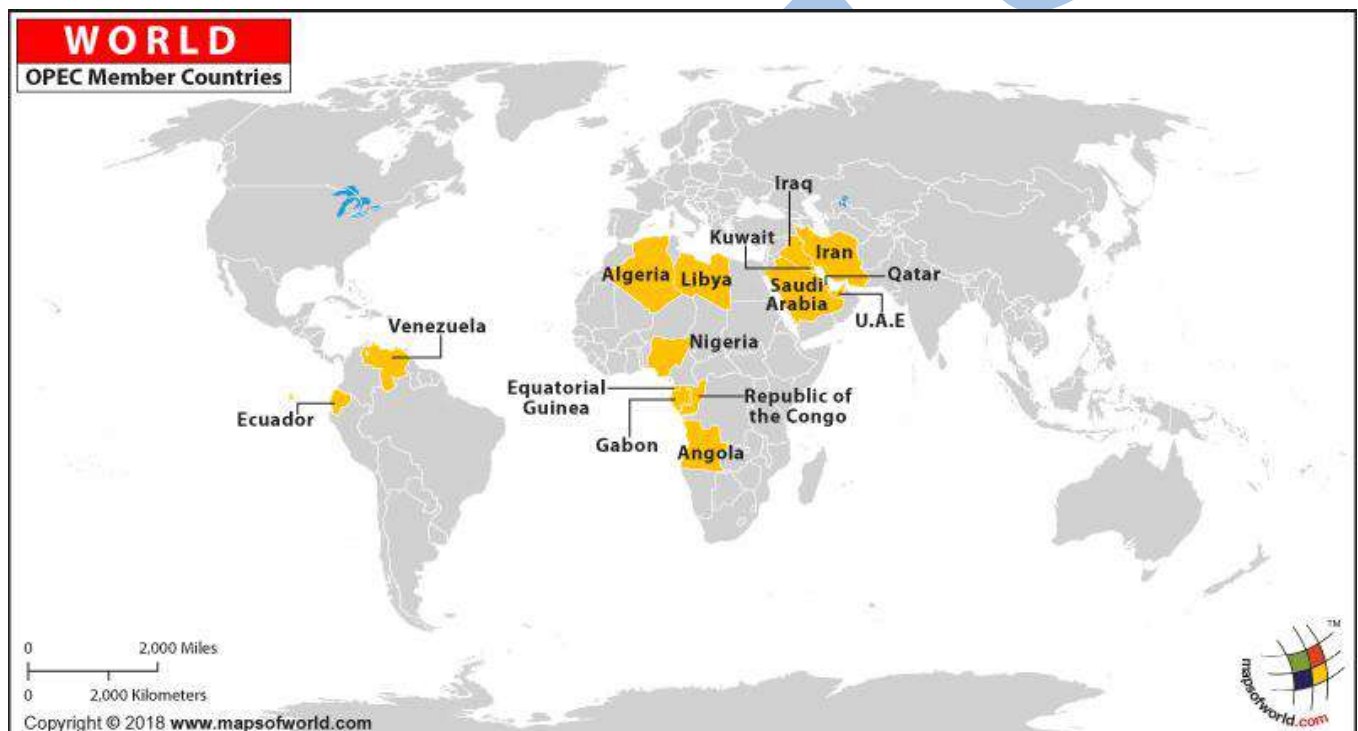 WORLD
OPEC Member Countries
Iraq
Kuwait
Iran
Algeria
Libya
Saudi
Arabia
Qatar
U.A.E
Venezuela
Nigeria
Equatorial
Guinea
Republic of
the Congo
Ecuador
Gabon
Angola
0 2,000 Miles
0 2,000 Kilometers
Copyright © 2018 www.mapsofworld.com
TM
mapsofworld.com